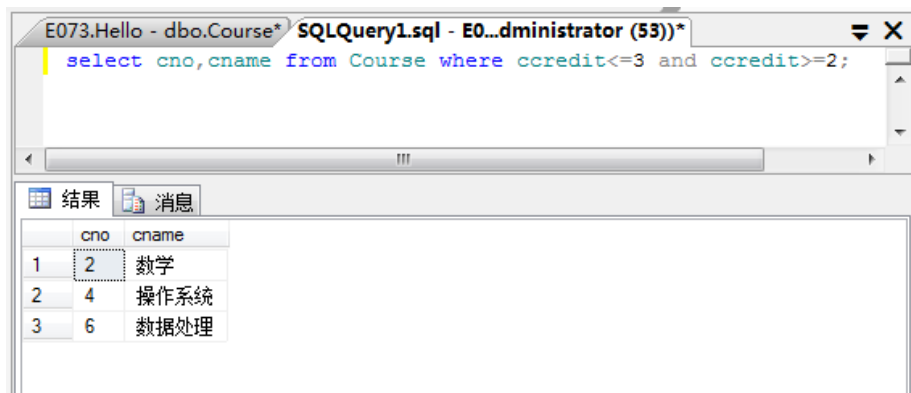 E073.Hello - dbo.Course* SQLQuery1.sql - E0...dministrator (53))*
select cno,cname from Course where ccredit<=3 and ccredit>=2;
结果 消息
cno cname
1 2 数学
2 4 操作系统
3 6 数据处理